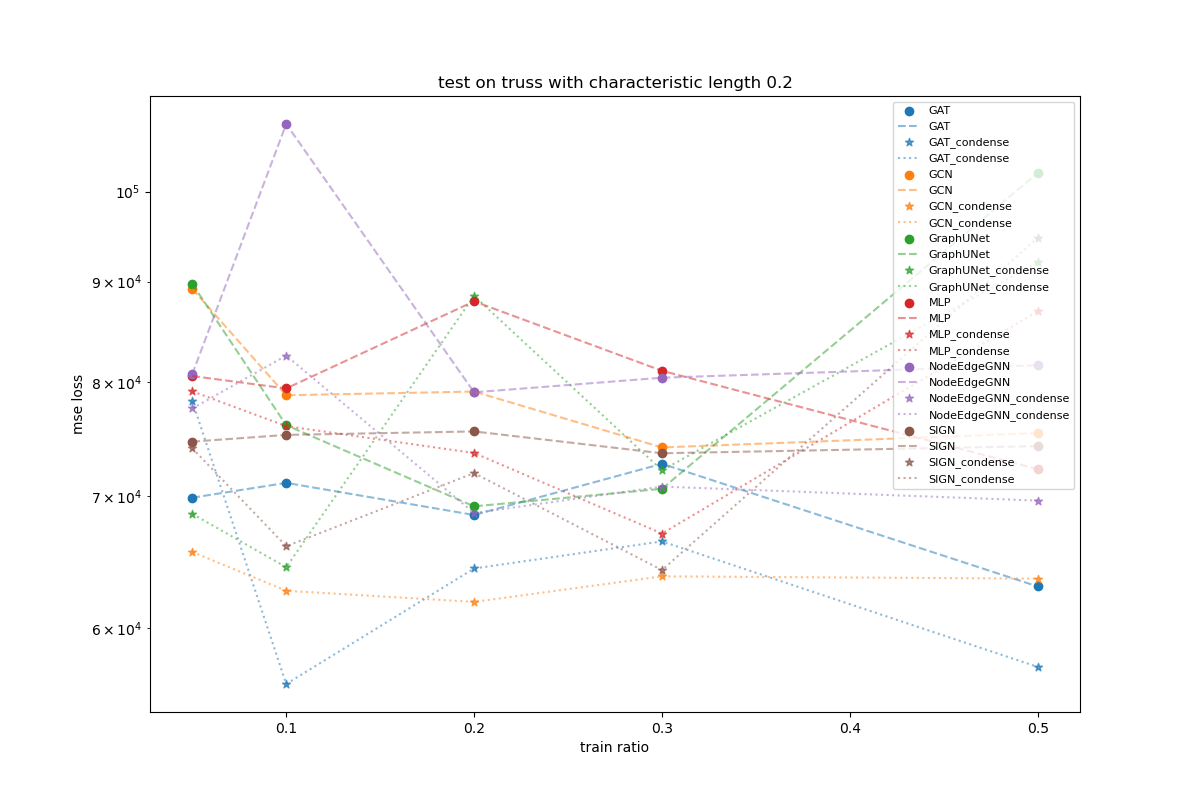 test on truss with characteristic length 0.2
mse loss
10^5
9 × 10^4
8 × 10^4
7 × 10^4
6 × 10^4
GAT
GAT
GAT_condense
GAT_condense
GCN
GCN
GCN_condense
GCN_condense
GraphUNet
GraphUNet
GraphUNet_condense
GraphUNet_condense
MLP
MLP
MLP_condense
MLP_condense
NodeEdgeGNN
NodeEdgeGNN
NodeEdgeGNN_condense
NodeEdgeGNN_condense
SIGN
SIGN
SIGN_condense
SIGN_condense
0.1 0.2 0.3 0.4 0.5
train ratio